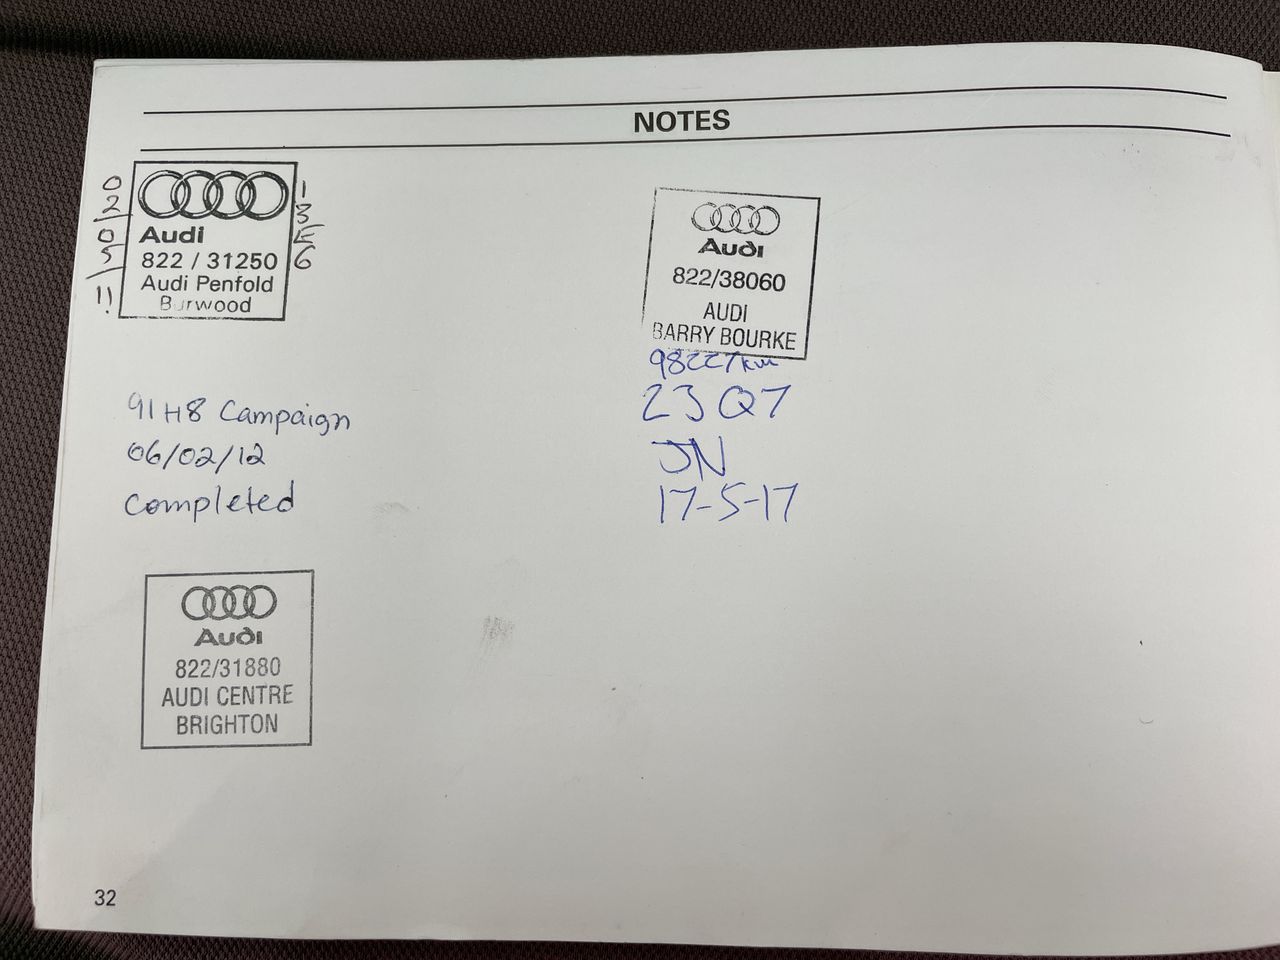 NOTES
0 2 / 0 5 / 11
Audi
822 / 31250
Audi Penfold
Burwood
1 3 / E 6
91H8 Campaign
06/02/12
Completed
Audi
822/31880
AUDI CENTRE
BRIGHTON
Audi
822/38060
AUDI
BARRY BOURKE
98227km
23Q7
JN
17-5-17
32